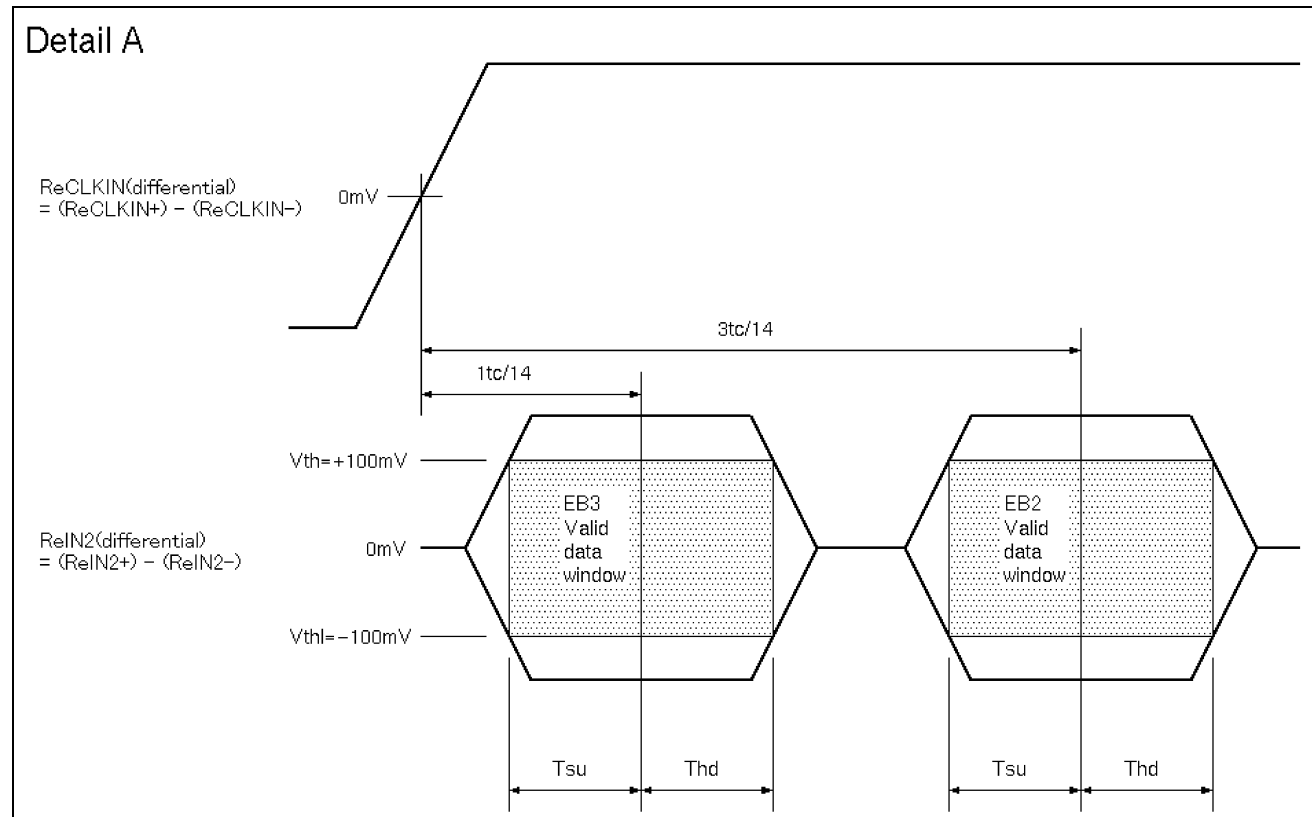 Detail A
ReCLKIN(differential)
= (ReCLKIN+) - (ReCLKIN-)
0mV
3tc/14
1tc/14
Vth=+100mV
EB3
Valid
data
window
EB2
Valid
data
window
ReIN2(differential)
= (ReIN2+) - (ReIN2-)
0mV
Vthl=-100mV
Tsu
Thd
Tsu
Thd